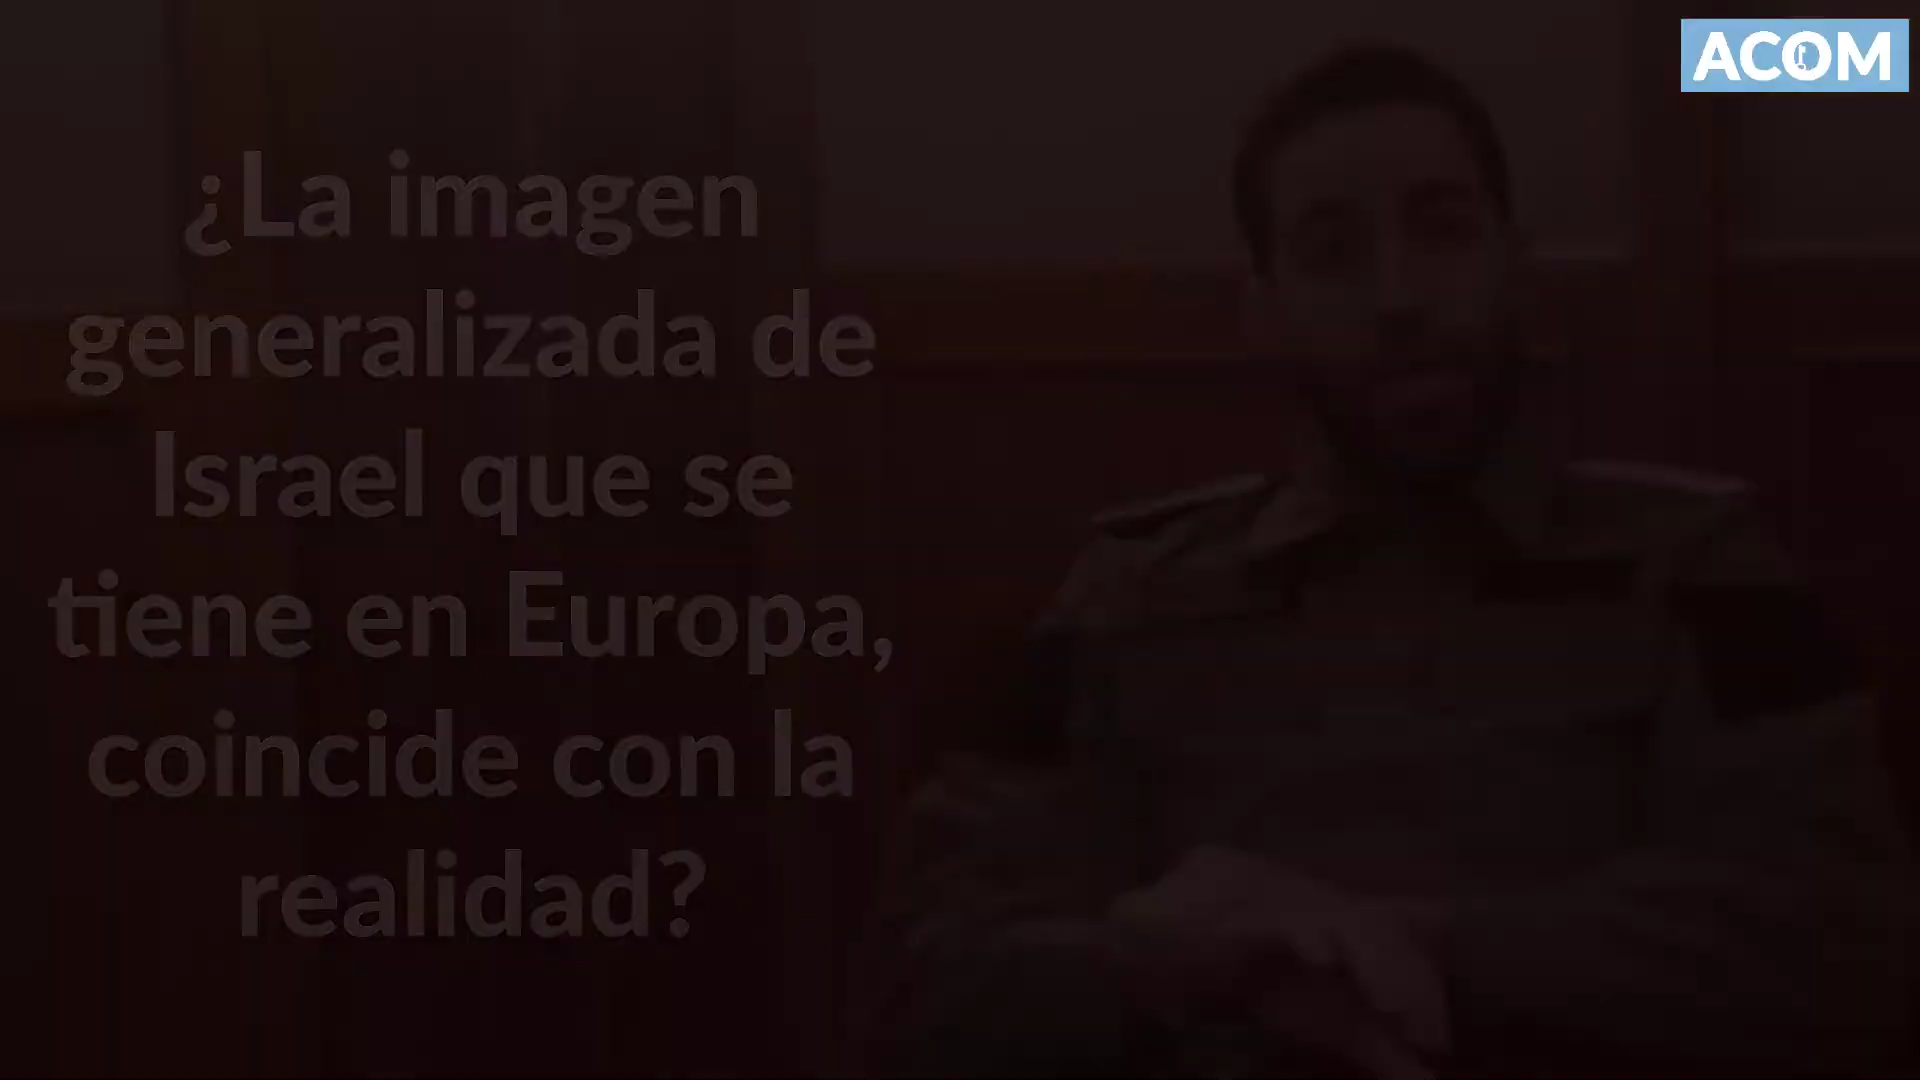 ACOM
¿La imagen
generalizada de
Israel que se
tiene en Europa,
coincide con la
realidad?